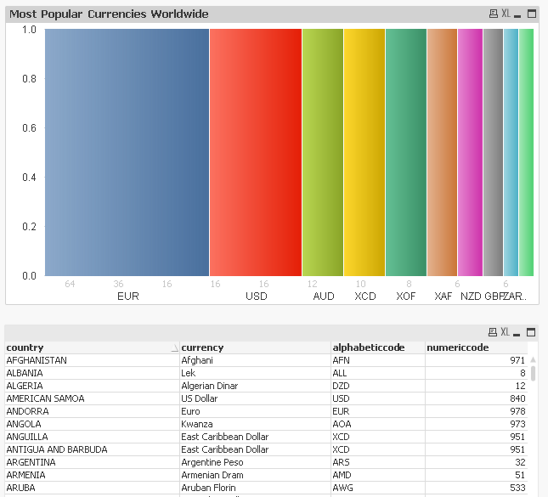 Most Popular Currencies Worldwide XL
1.0
0.8
0.6
0.4
0.2
0.0
64 36 16 16 12 10 8 6 6
EUR USD AUD XCD XOF XAF NZD GBP ZAR..
XL
country currency alphabeticcode numericcode
AFGHANISTAN Afghani AFN 971
ALBANIA Lek ALL 8
ALGERIA Algerian Dinar DZD 12
AMERICAN SAMOA US Dollar USD 840
ANDORRA Euro EUR 978
ANGOLA Kwanza AOA 973
ANGUILLA East Caribbean Dollar XCD 951
ANTIGUA AND BARBUDA East Caribbean Dollar XCD 951
ARGENTINA Argentine Peso ARS 32
ARMENIA Armenian Dram AMD 51
ARUBA Aruban Florin AWG 533